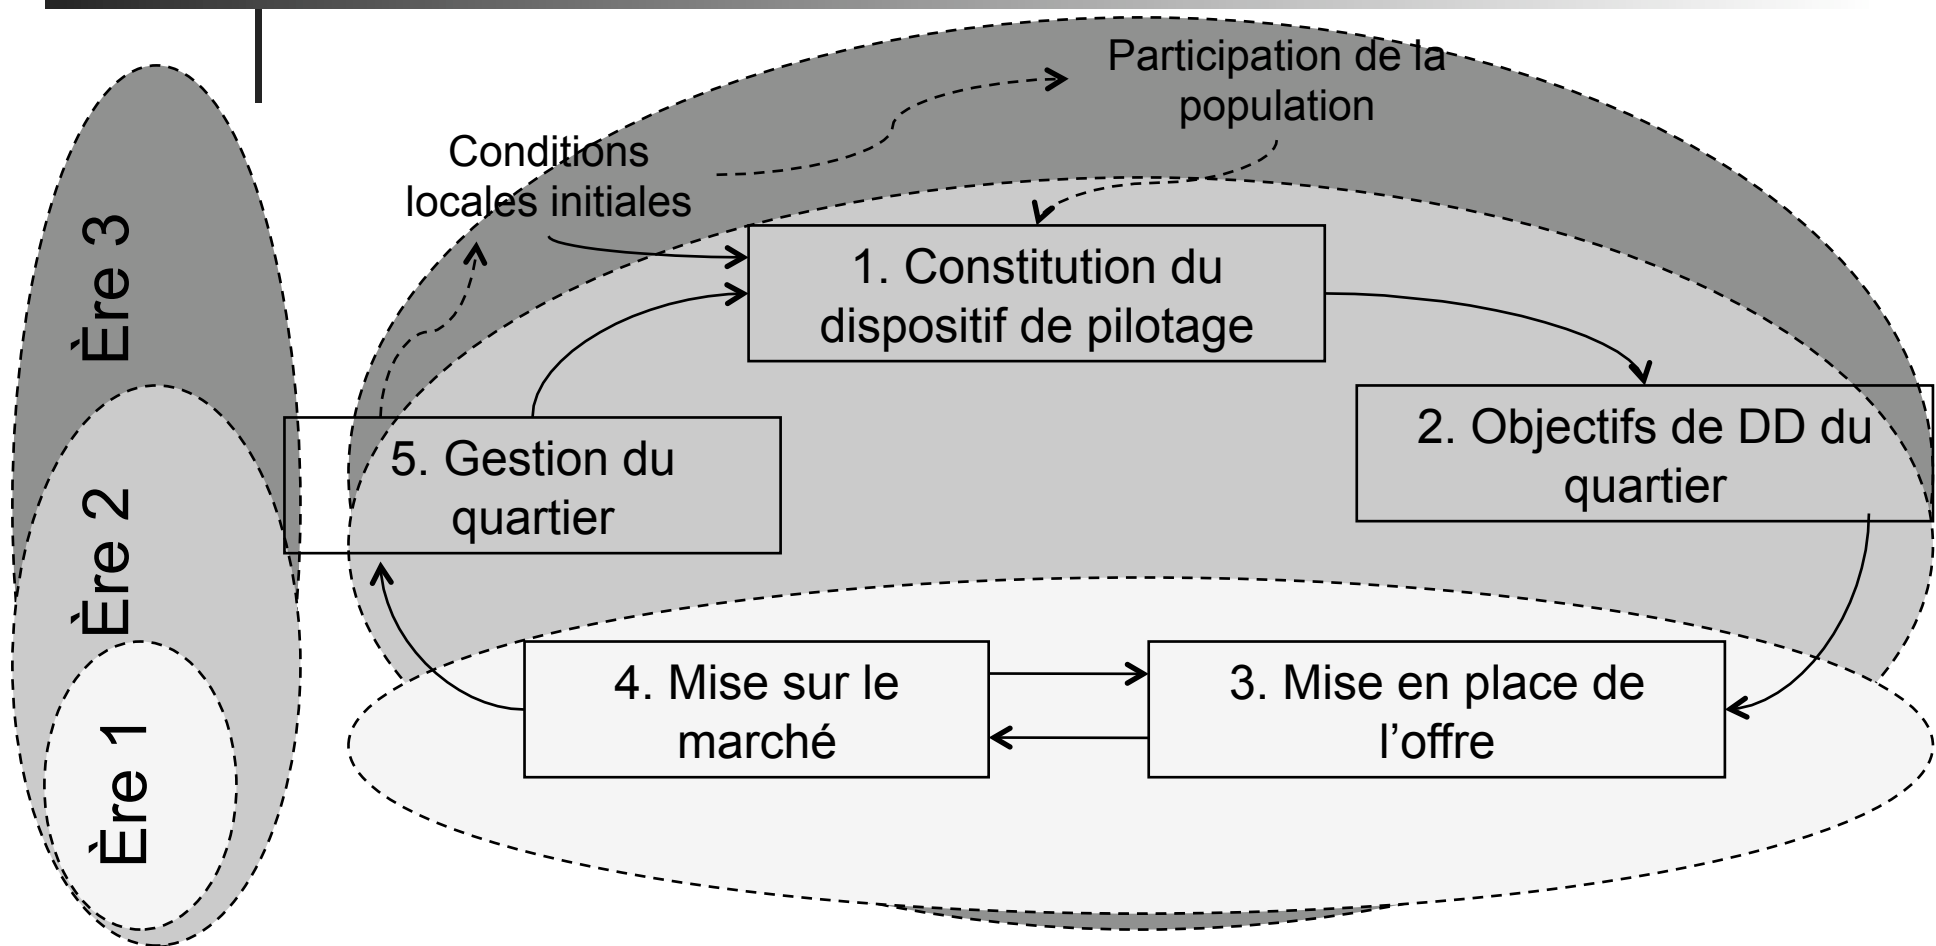 Participation de la
population
Conditions
locales initiales
Ère 3
1. Constitution du
dispositif de pilotage
2. Objectifs de DD du
quartier
5. Gestion du
quartier
Ère 2
4. Mise sur le
marché
3. Mise en place de
l’offre
Ère 1